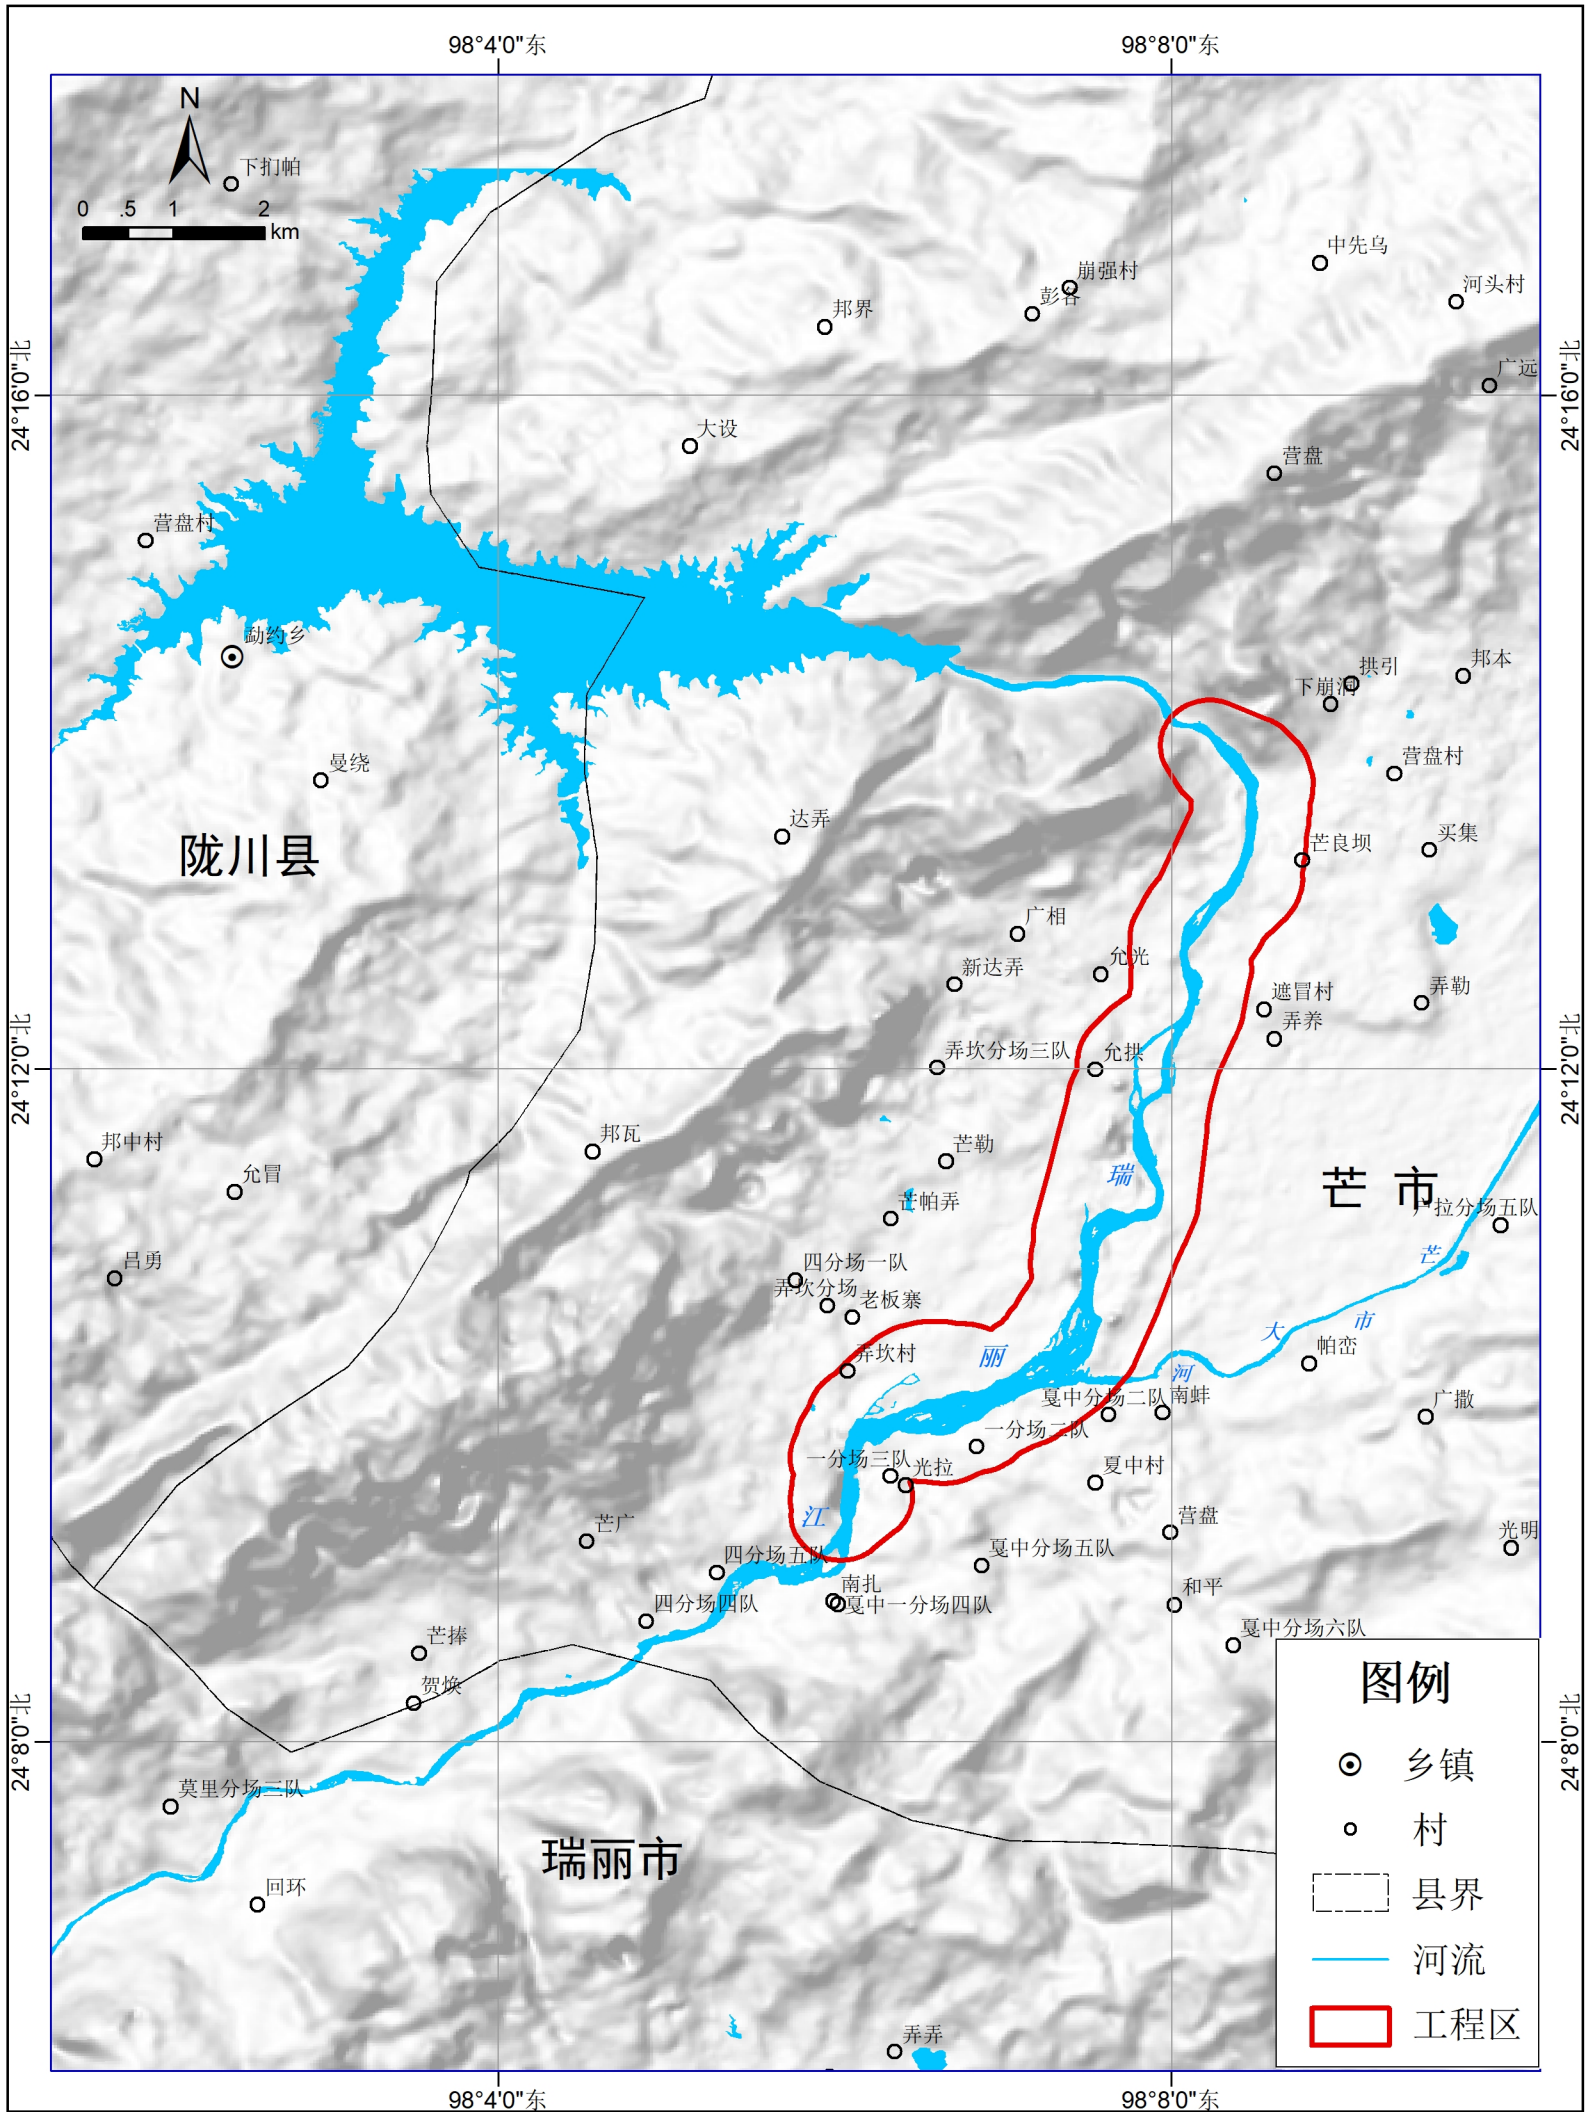 98°4'0"东
98°8'0"东
N
下扪帕
0 .5 1 2
km
中先乌
崩强村
河头村
彭谷
邦界
24°16'0"北
24°16'0"北
广远
大设
营盘
营盘村
勐约乡
拱引
邦本
下崩洞
营盘村
曼绕
达弄
芒良坝
买集
陇川县
广相
允光
新达弄
遮冒村
弄勒
弄养
弄坎分场三队
允拱
24°12'0"北
24°12'0"北
邦瓦
邦中村
芒勒
允冒
瑞
芒 市
芒帕弄
户拉分场五队
吕勇
四分场一队
芒
弄坎分场
老板寨
大
市
帕峦
丽
弄坎村
河
戛中分场二队
南蚌
广撒
一分场二队
一分场三队
光拉
夏中村
江
营盘
芒广
光明
四分场五队
戛中分场五队
南扎
和平
四分场四队
戛中一分场四队
戛中分场六队
芒捧
贺焕
24°8'0"北
24°8'0"北
莫里分场三队
瑞丽市
回环
弄弄
图例
乡镇
村
县界
河流
工程区
98°4'0"东
98°8'0"东